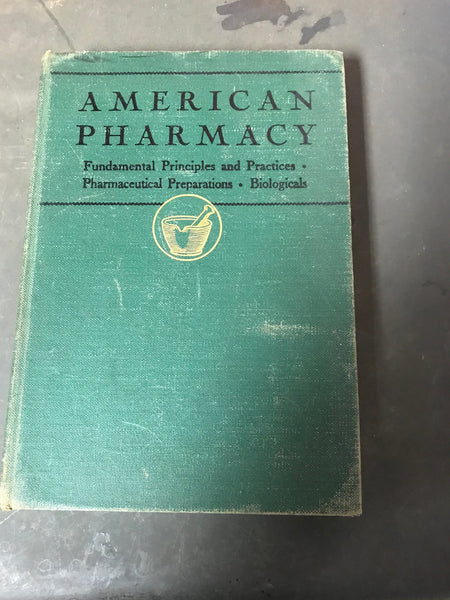 AMERICAN
PHARMACY
Fundamental Principles and Practices •
Pharmaceutical Preparations • Biologicals